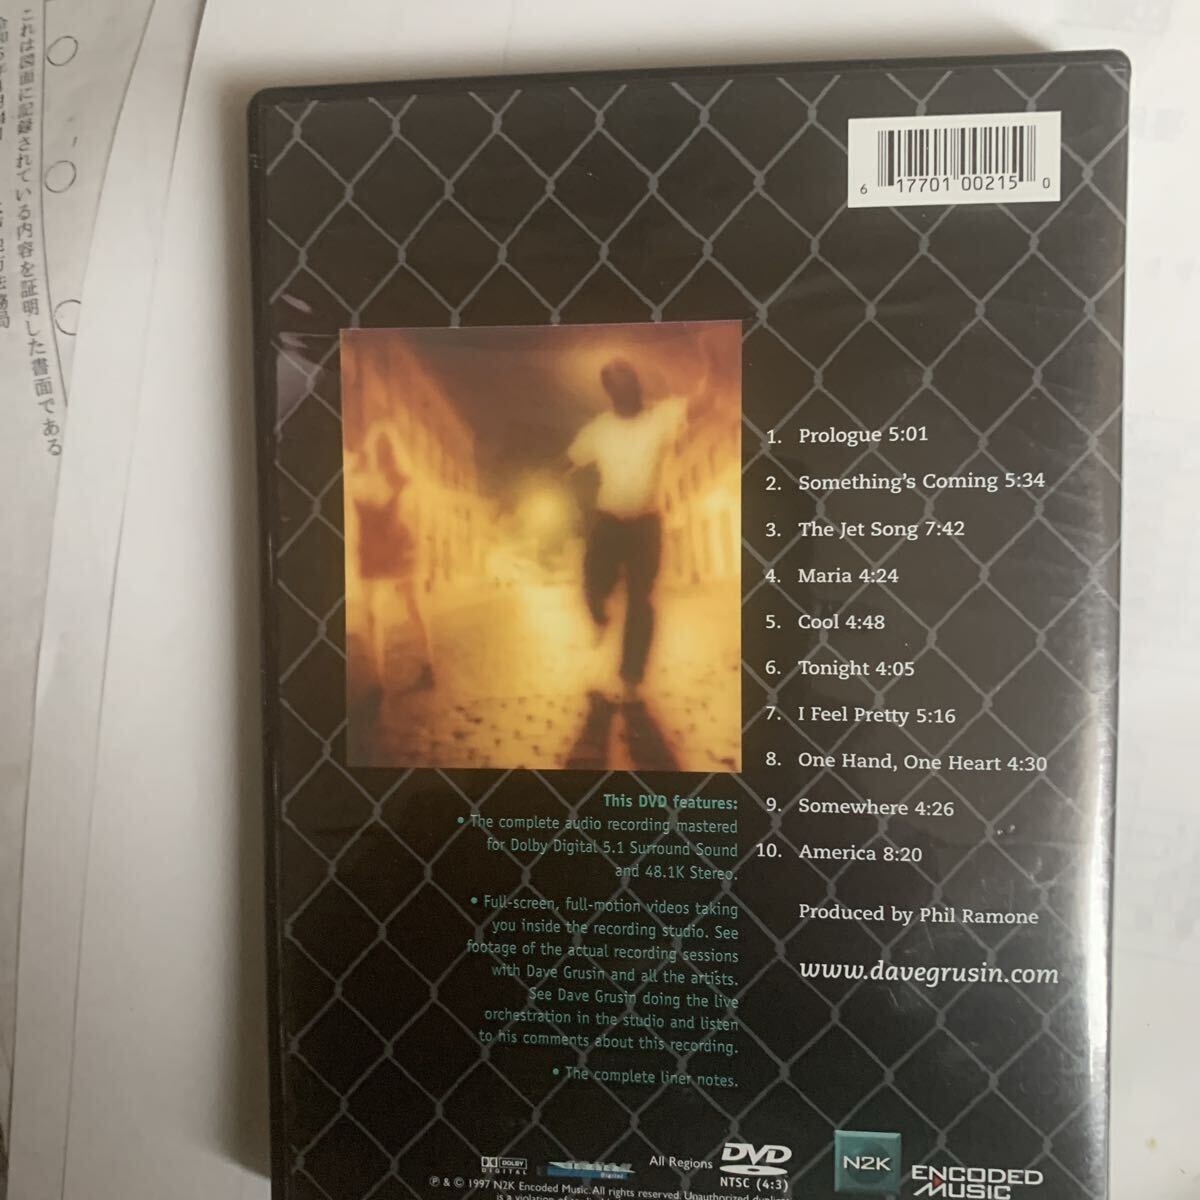 これは図面に記録されている内容を証明した書面である
6 17701 00215 0
1. Prologue 5:01
2. Something's Coming 5:34
3. The Jet Song 7:42
4. Maria 4:24
5. Cool 4:48
6. Tonight 4:05
7. I Feel Pretty 5:16
8. One Hand, One Heart 4:30
9. Somewhere 4:26
10. America 8:20
Produced by Phil Ramone
www.davegrusin.com
This DVD features:
• The complete audio recording mastered
for Dolby Digital 5.1 Surround Sound
and 48.1K Stereo.
• Full-screen, full-motion videos taking
you inside the recording studio. See
footage of the actual recording sessions
with Dave Grusin and all the artists.
See Dave Grusin doing the live
orchestration in the studio and listen
to his comments about this recording.
• The complete liner notes.
DOLBY
DIGITAL
Digital
All Regions
DVD
NTSC (4:3)
N2K
ENCODED
MUSIC
℗ & © 1997 N2K Encoded Music. All rights reserved. Unauthorized
is a violation of